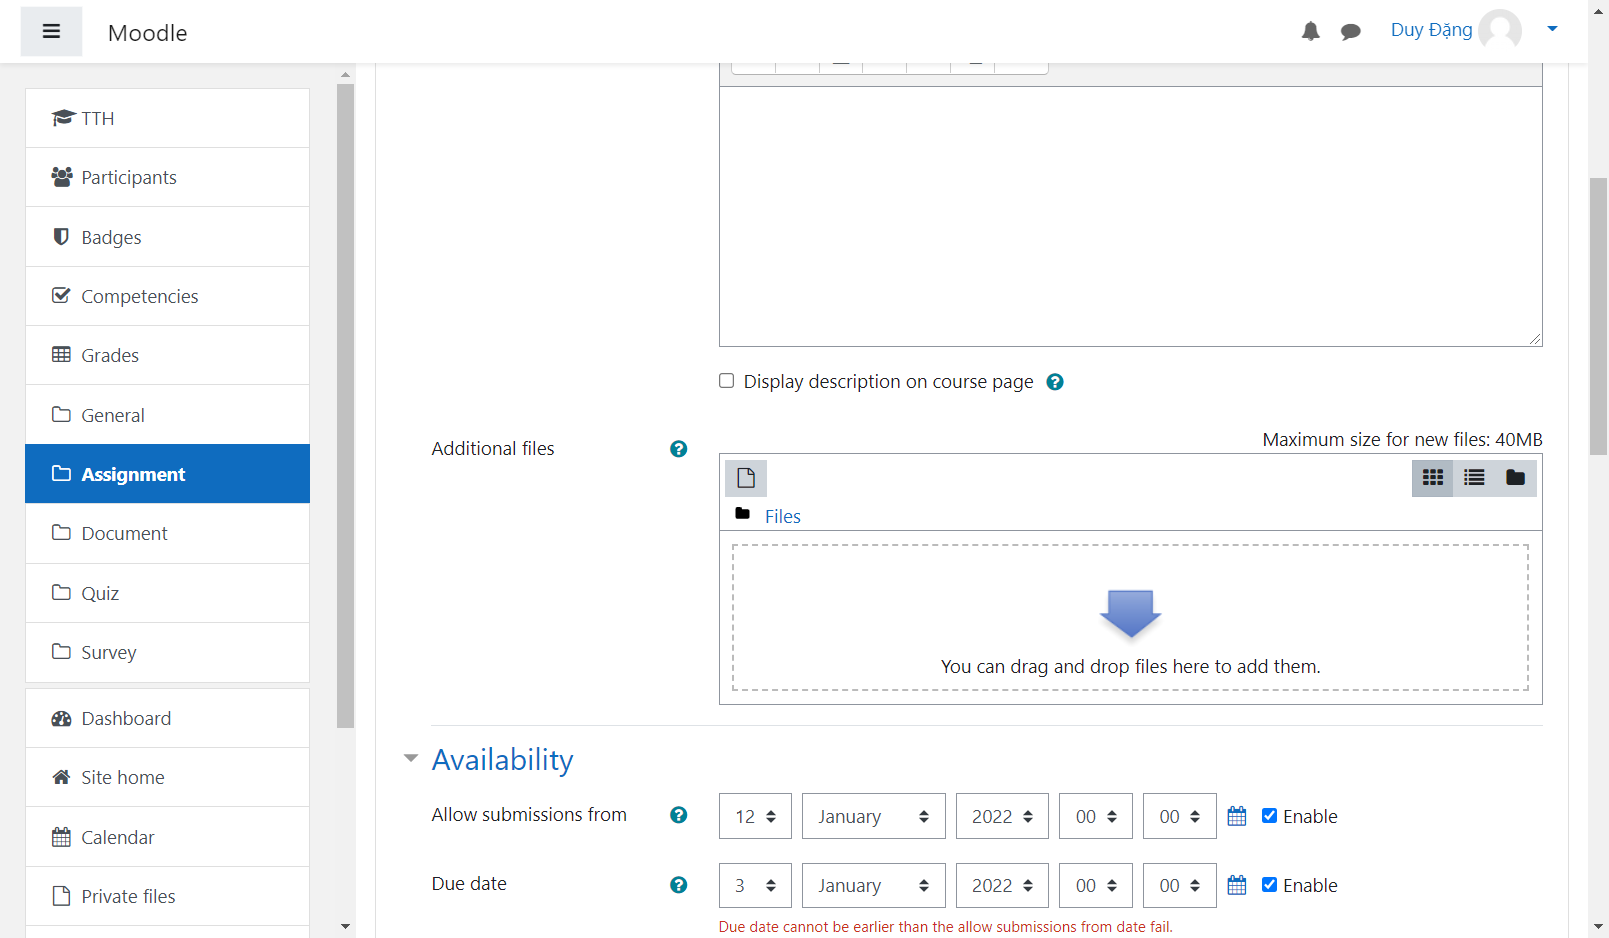 Moodle
Duy Đặng
TTH
Participants
Badges
Competencies
Grades
General
Assignment
Document
Quiz
Survey
Dashboard
Site home
Calendar
Private files
Display description on course page
Additional files
Maximum size for new files: 40MB
Files
You can drag and drop files here to add them.
Availability
Allow submissions from 12 January 2022 00 00 Enable
Due date 3 January 2022 00 00 Enable
Due date cannot be earlier than the allow submissions from date fail.